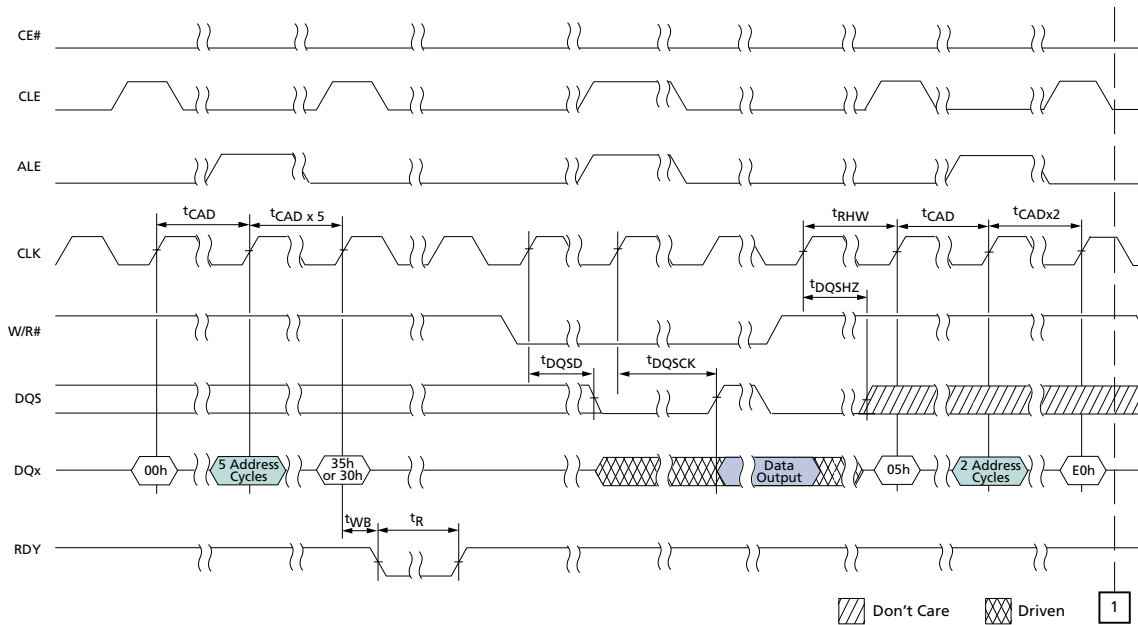 CE#
CLE
ALE
tCAD
tCAD x 5
tRHW
tCAD
tCADx2
CLK
tDQSHZ
W/R#
tDQSD
tDQSCK
DQS
DQx
00h
5 Address
Cycles
35h
or 30h
Data
Output
05h
2 Address
Cycles
E0h
tWB
tR
RDY
Don't Care
Driven
1